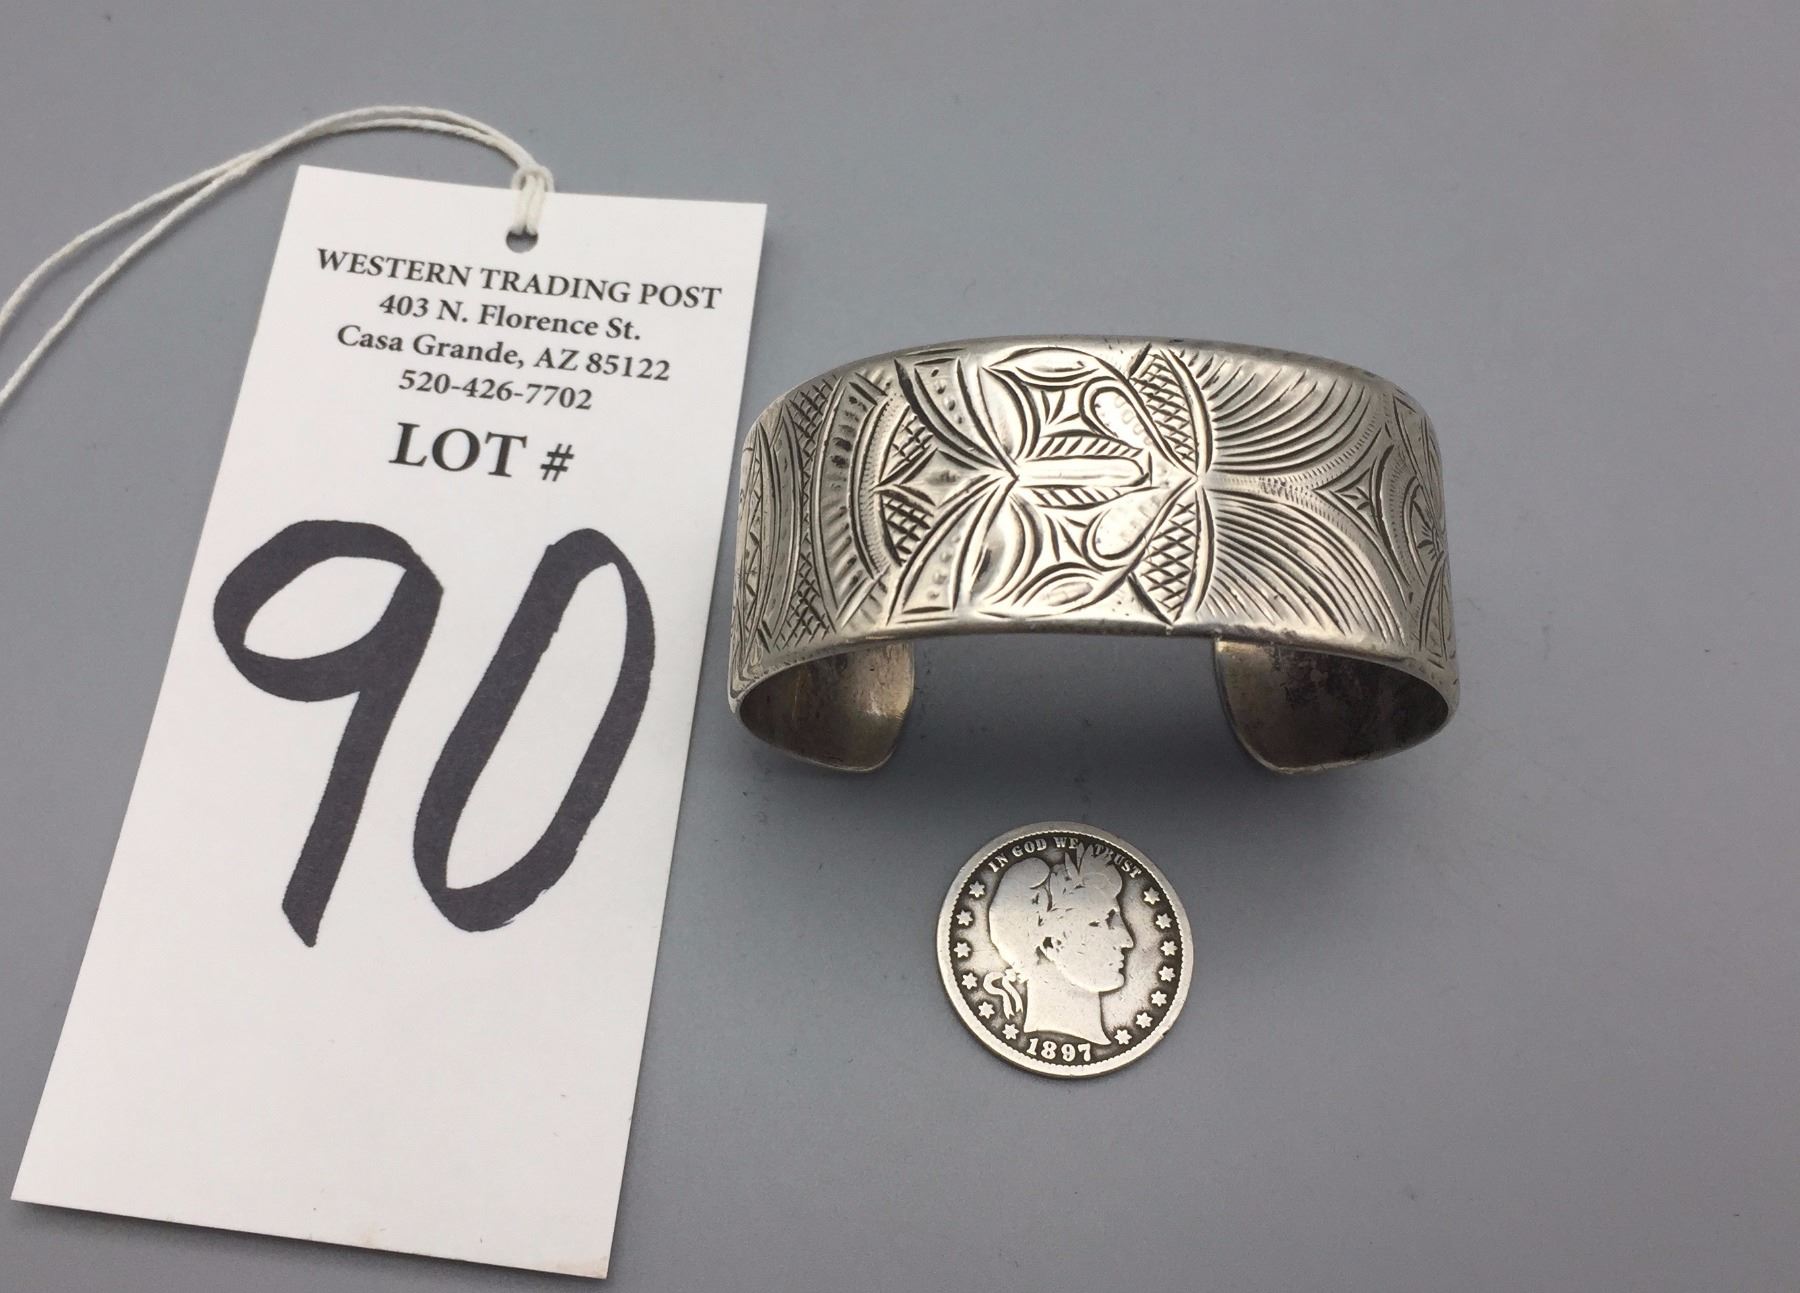 WESTERN TRADING POST
403 N. Florence St.
Casa Grande, AZ 85122
520-426-7702
LOT #
90
IN GOD WE TRUST
1897